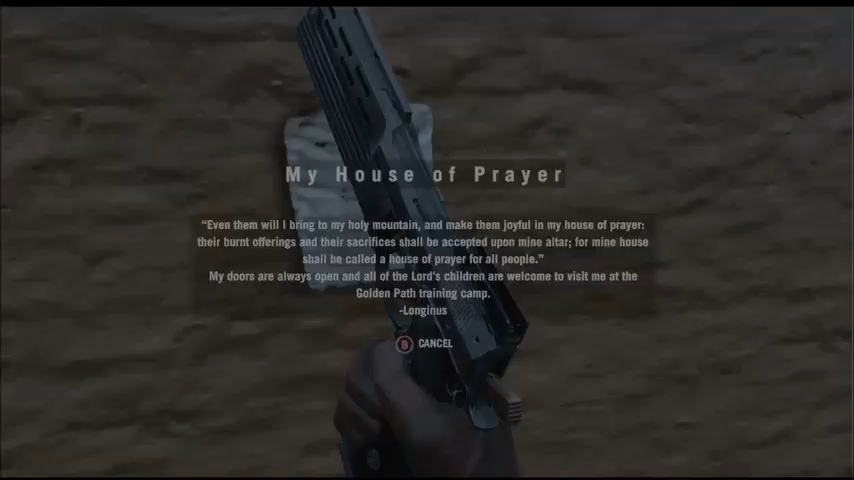 My House of Prayer
“Even them will I bring to my holy mountain, and make them joyful in my house of prayer:
their burnt offerings and their sacrifices shall be accepted upon mine altar; for mine house
shall be called a house of prayer for all people.”
My doors are always open and all of the Lord's children are welcome to visit me at the
Golden Path training camp.
-Longinus
B CANCEL